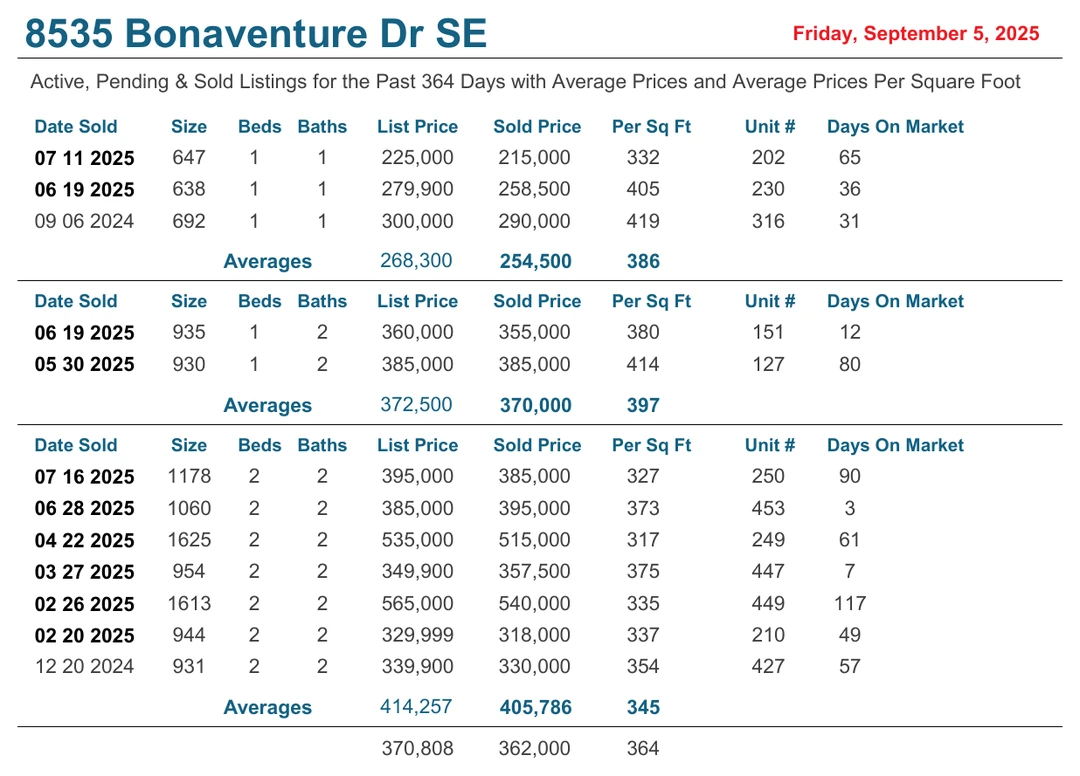 8535 Bonaventure Dr SE Friday, September 5, 2025
Active, Pending & Sold Listings for the Past 364 Days with Average Prices and Average Prices Per Square Foot
Date Sold Size Beds Baths List Price Sold Price Per Sq Ft Unit # Days On Market
07 11 2025 647 1 1 225,000 215,000 332 202 65
06 19 2025 638 1 1 279,900 258,500 405 230 36
09 06 2024 692 1 1 300,000 290,000 419 316 31
Averages 268,300 254,500 386
Date Sold Size Beds Baths List Price Sold Price Per Sq Ft Unit # Days On Market
06 19 2025 935 1 2 360,000 355,000 380 151 12
05 30 2025 930 1 2 385,000 385,000 414 127 80
Averages 372,500 370,000 397
Date Sold Size Beds Baths List Price Sold Price Per Sq Ft Unit # Days On Market
07 16 2025 1178 2 2 395,000 385,000 327 250 90
06 28 2025 1060 2 2 385,000 395,000 373 453 3
04 22 2025 1625 2 2 535,000 515,000 317 249 61
03 27 2025 954 2 2 349,900 357,500 375 447 7
02 26 2025 1613 2 2 565,000 540,000 335 449 117
02 20 2025 944 2 2 329,999 318,000 337 210 49
12 20 2024 931 2 2 339,900 330,000 354 427 57
Averages 414,257 405,786 345
370,808 362,000 364